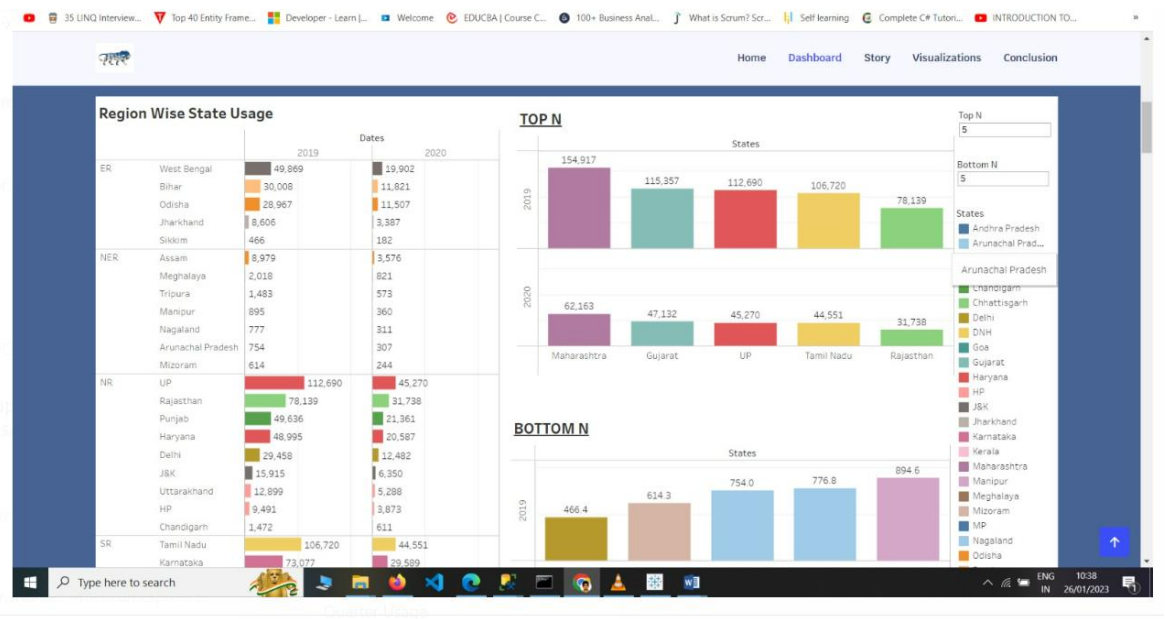 35 LINQ Interview... Top 40 Entity Frame... Developer - Learn |... Welcome EDUCBA | Course C... 100+ Business Anal... What is Scrum? Scr... Self learning Complete C# Tutori... INTRODUCTION TO... »
Home Dashboard Story Visualizations Conclusion
Region Wise State Usage
Dates
2019 2020
ER West Bengal 49,869 19,902
Bihar 30,008 11,821
Odisha 28,967 11,507
Jharkhand 8,606 3,387
Sikkim 466 182
NER Assam 8,979 3,576
Meghalaya 2,018 821
Tripura 1,483 573
Manipur 895 360
Nagaland 777 311
Arunachal Pradesh 754 307
Mizoram 614 244
NR UP 112,690 45,270
Rajasthan 78,139 31,738
Punjab 49,636 21,361
Haryana 48,995 20,587
Delhi 29,458 12,482
J&K 15,915 6,350
Uttarakhand 12,899 5,288
HP 9,491 3,873
Chandigarh 1,472 611
SR Tamil Nadu 106,720 44,551
Karnataka 73,077 29,589
TOP N
States
2019
154,917 115,357 112,690 106,720 78,139
2020
62,163 47,132 45,270 44,551 31,738
Maharashtra Gujarat UP Tamil Nadu Rajasthan
BOTTOM N
States
2019
466.4 614.3 754.0 776.8 894.6
Top N
5
Bottom N
5
States
Andhra Pradesh
Arunachal Prad...
Arunachal Pradesh
Chandigarh
Chhattisgarh
Delhi
DNH
Goa
Gujarat
Haryana
HP
J&K
Jharkhand
Karnataka
Kerala
Maharashtra
Manipur
Meghalaya
Mizoram
MP
Nagaland
Odisha
Type here to search
ENG 10:38
IN 26/01/2023